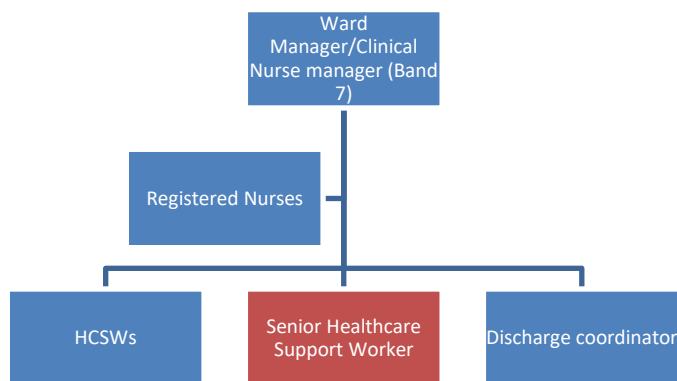 Ward
Manager/Clinical
Nurse manager (Band
7)
Registered Nurses
HCSWs
Senior Healthcare
Support Worker
Discharge coordinator